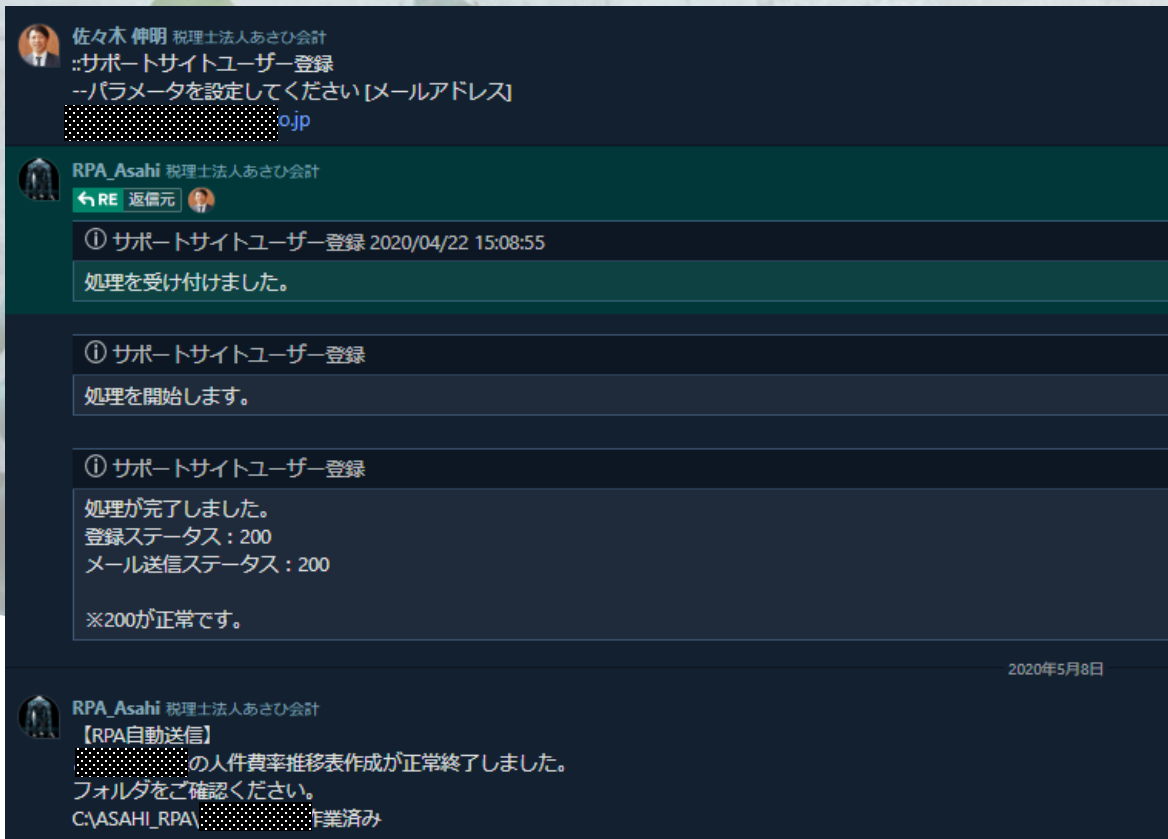 佐々木 伸明 税理士法人あさひ会計
::サポートサイトユーザー登録
--パラメータを設定してください [メールアドレス]
o.jp
RPA_Asahi 税理士法人あさひ会計
RE 返信元
サポートサイトユーザー登録 2020/04/22 15:08:55
処理を受け付けました。
サポートサイトユーザー登録
処理を開始します。
サポートサイトユーザー登録
処理が完了しました。
登録ステータス：200
メール送信ステータス：200
※200が正常です。
2020年5月8日
RPA_Asahi 税理士法人あさひ会計
【RPA自動送信】
の人件費率推移表作成が正常終了しました。
フォルダをご確認ください。
C:\ASAHI_RPA\作業済み